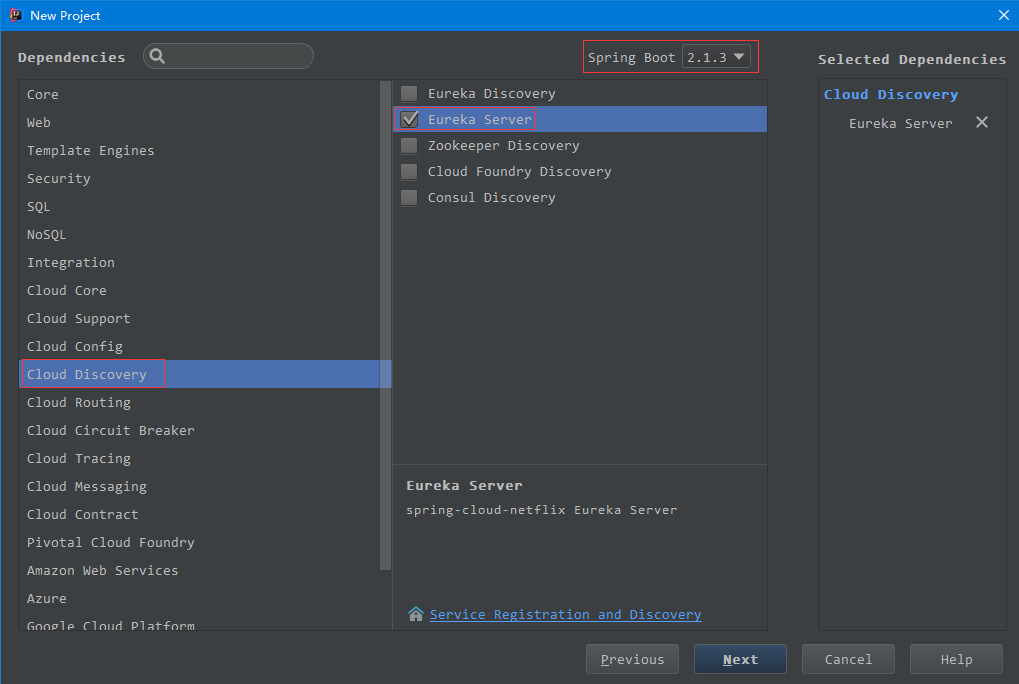 New Project
Dependencies
Spring Boot 2.1.3
Selected Dependencies
Core
Web
Template Engines
Security
SQL
NoSQL
Integration
Cloud Core
Cloud Support
Cloud Config
Cloud Discovery
Cloud Routing
Cloud Circuit Breaker
Cloud Tracing
Cloud Messaging
Cloud Contract
Pivotal Cloud Foundry
Amazon Web Services
Azure
Google Cloud Platform
Eureka Discovery
Eureka Server
Zookeeper Discovery
Cloud Foundry Discovery
Consul Discovery
Eureka Server
spring-cloud-netflix Eureka Server
Service Registration and Discovery
Cloud Discovery
Eureka Server
Previous
Next
Cancel
Help